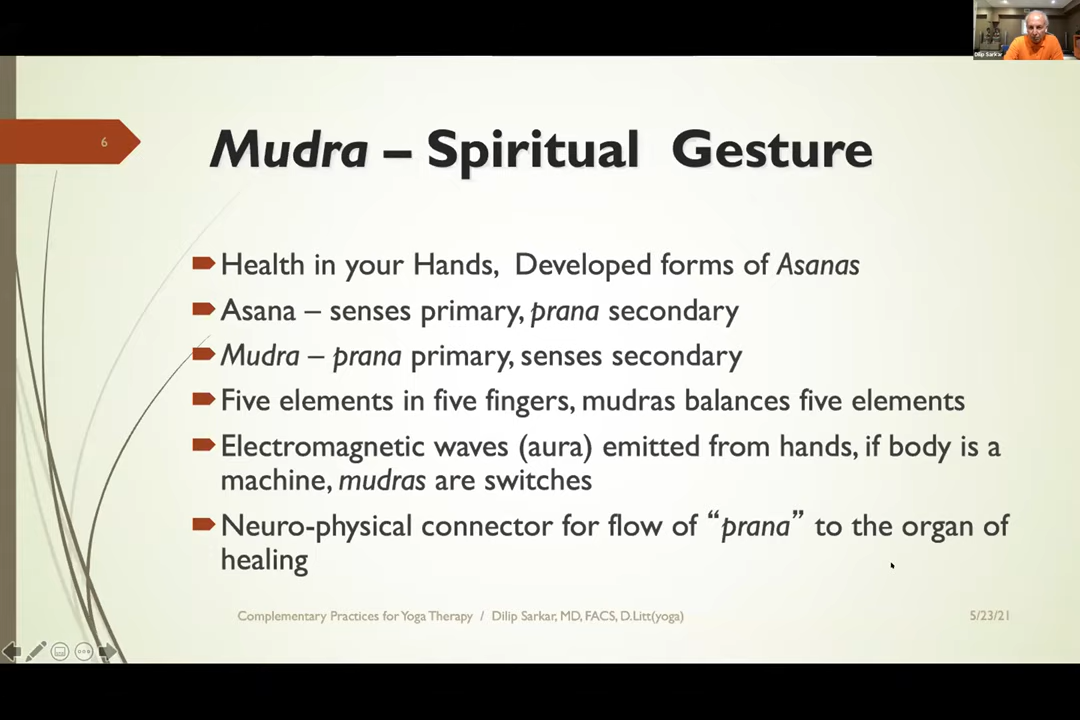 Dilip Sarkar
6
Mudra – Spiritual Gesture
Health in your Hands, Developed forms of Asanas
Asana – senses primary, prana secondary
Mudra – prana primary, senses secondary
Five elements in five fingers, mudras balances five elements
Electromagnetic waves (aura) emitted from hands, if body is a
machine, mudras are switches
Neuro-physical connector for flow of “prana” to the organ of
healing
Complementary Practices for Yoga Therapy / Dilip Sarkar, MD, FACS, D.Litt(yoga)
5/23/21